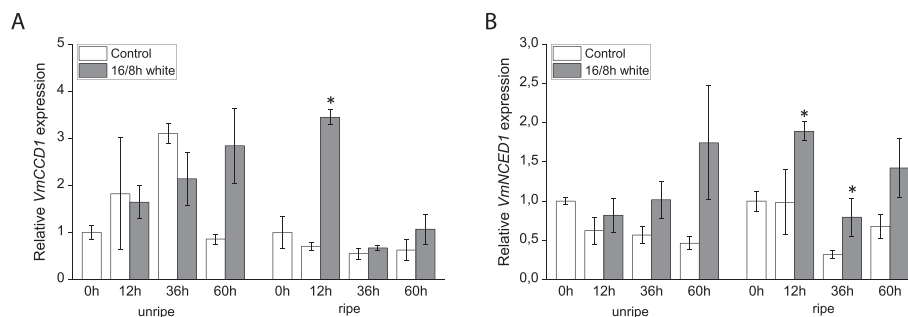 A
Relative VmCCD1 expression
5
4
3
2
1
0
Control
16/8h white
*
0h 12h 36h 60h 0h 12h 36h 60h
unripe ripe
B
Relative VmNCED1 expression
3,0
2,5
2,0
1,5
1,0
0,5
0,0
Control
16/8h white
*
*
0h 12h 36h 60h 0h 12h 36h 60h
unripe ripe